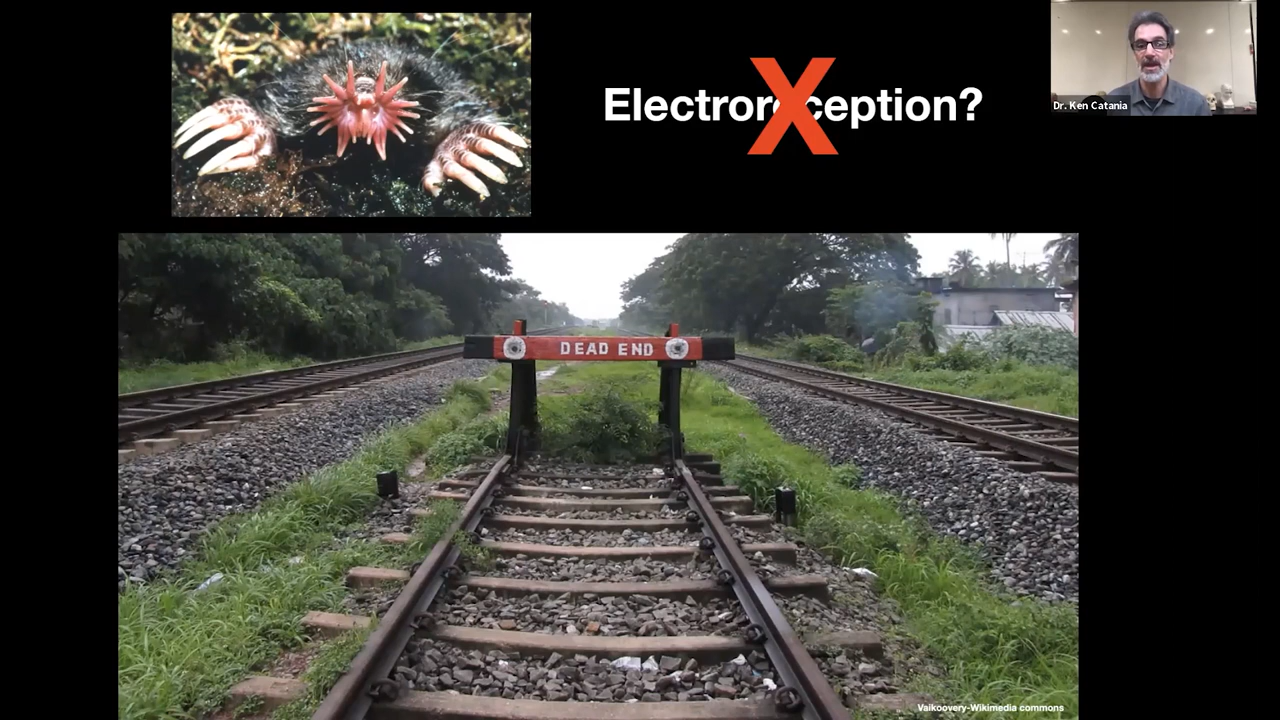 Electroreception?
Dr. Ken Catania
DEAD END
Vaikoovery-Wikimedia commons